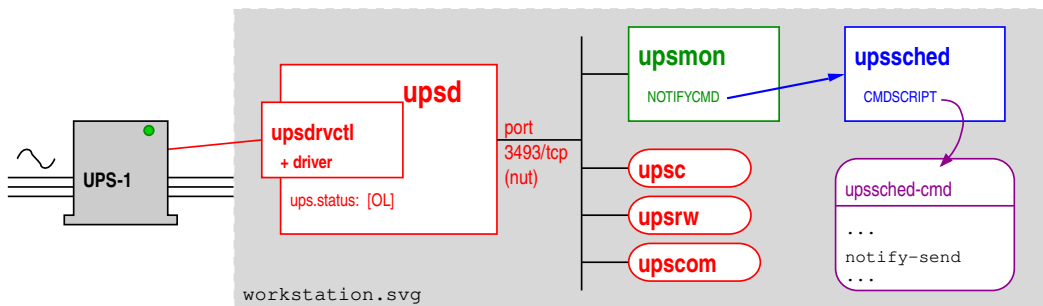 UPS-1
upsd
upsdrvctl
+ driver
ups.status: [OL]
port
3493/tcp
(nut)
upsmon
NOTIFYCMD
upssched
CMDSCRIPT
upsc
upsrw
upscom
upssched-cmd
...
notify-send
...
workstation.svg